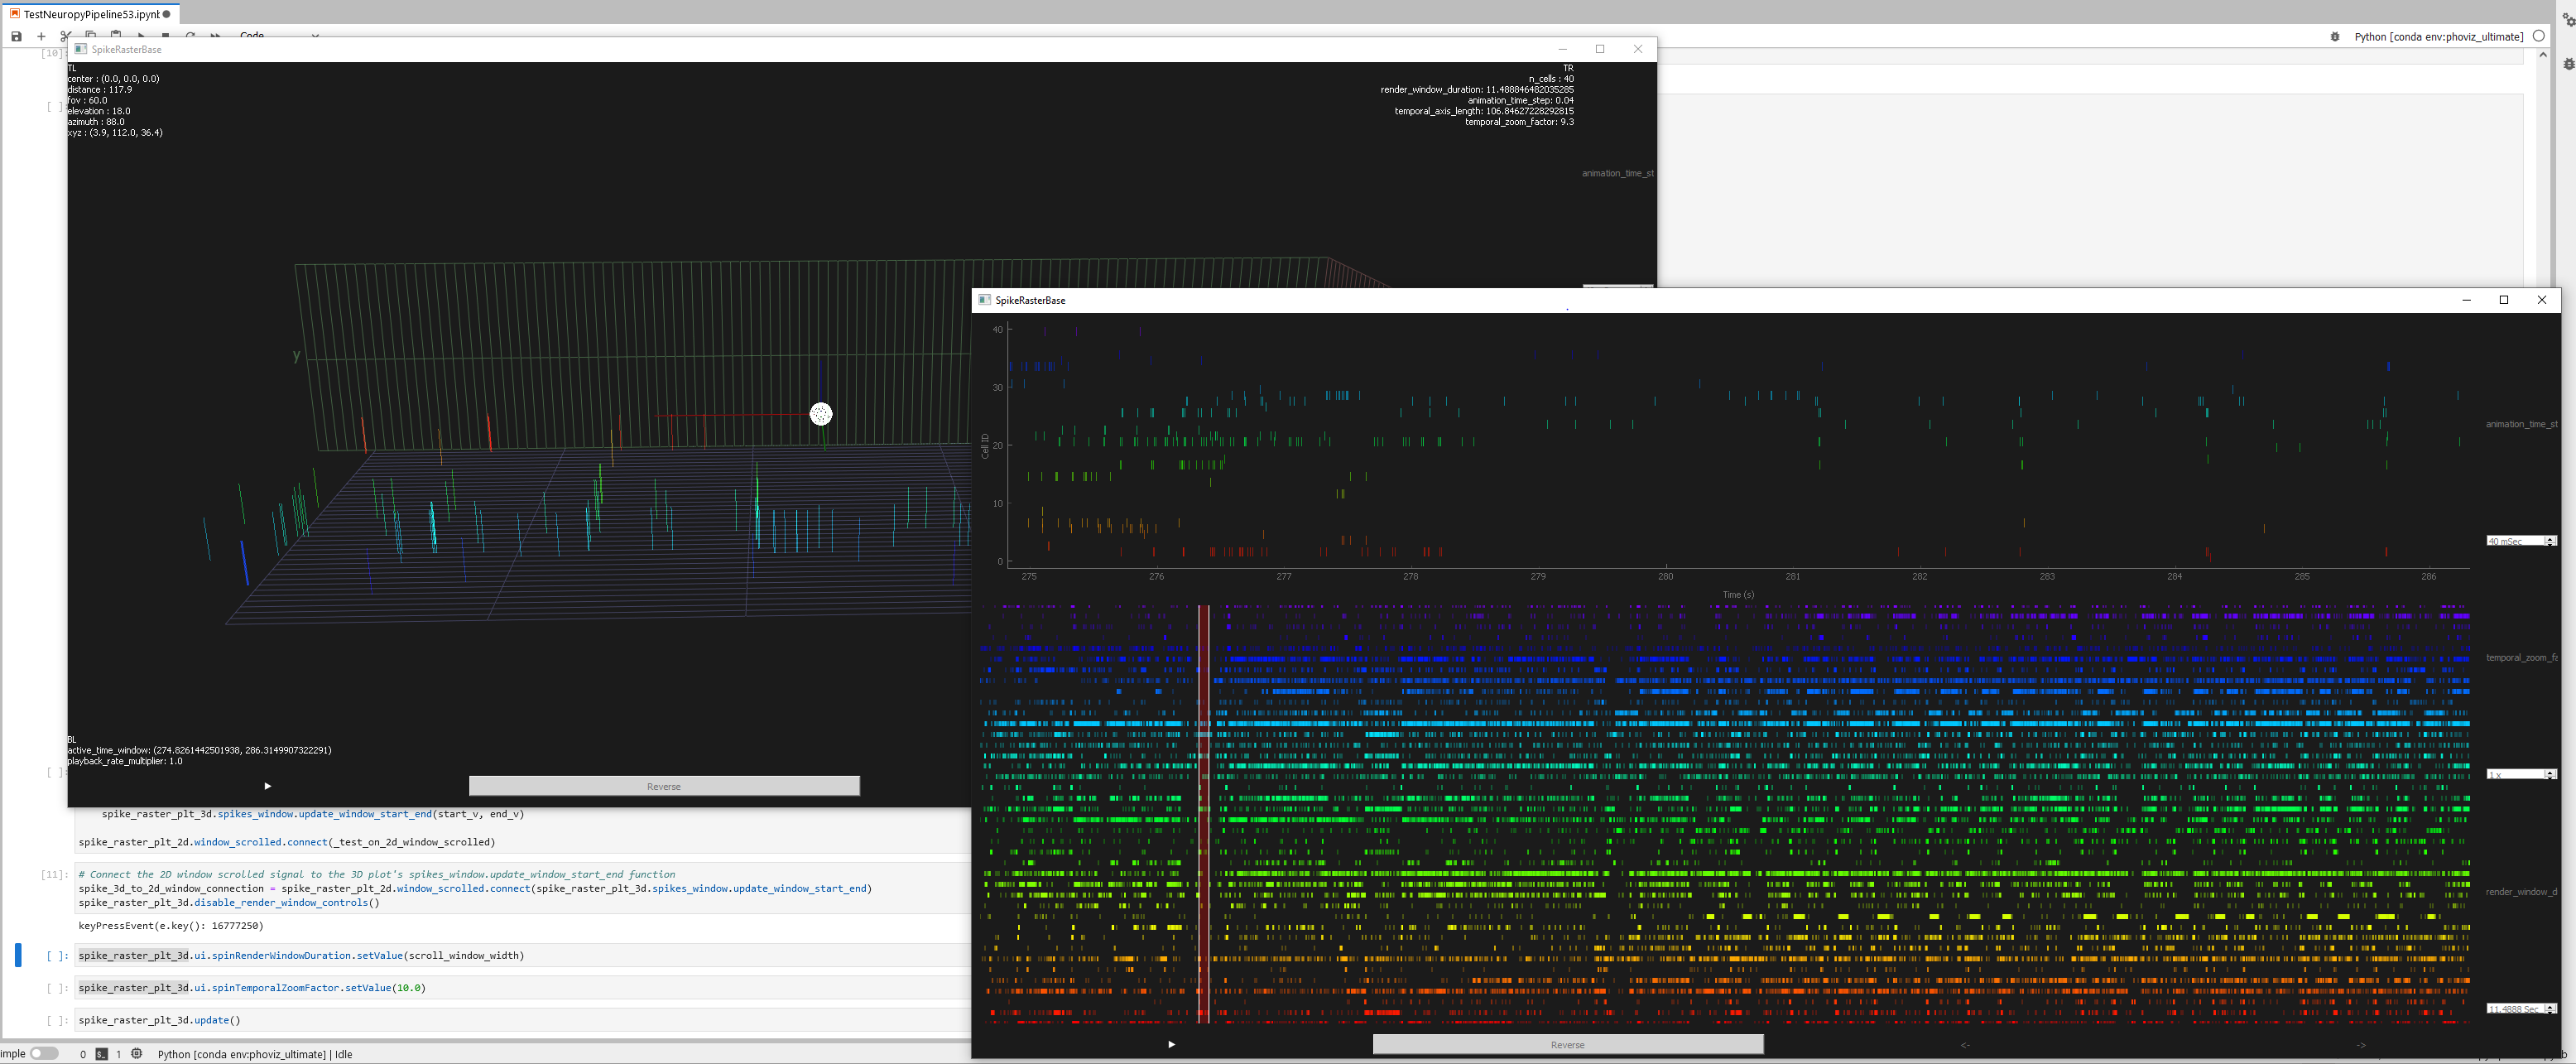 TestNeuropyPipeline53.ipynb
Code
Python [conda env:phoviz_ultimate]
[10]:
SpikeRasterBase
TL
center : (0.0, 0.0, 0.0)
distance : 117.9
fov : 60.0
elevation : 18.0
azimuth : 88.0
xyz : (3.9, 112.0, 36.4)
TR
n_cells : 40
render_window_duration: 11.488846482035285
animation_time_step: 0.04
temporal_axis_length: 106.84627228292815
temporal_zoom_factor: 9.3
animation_time_st
[ ]:
y
BL
active_time_window: (274.8261442501938, 286.3149907322291)
playback_rate_multiplier: 1.0
Reverse
[ ]:
SpikeRasterBase
40
30
20
10
0
Cell ID
275 276 277 278 279 280 281 282 283 284 285 286
Time (s)
animation_time_st
40 mSec
temporal_zoom_fa
1 x
render_window_d
11.4888 Sec
Reverse
<-
->
spike_raster_plt_3d.spikes_window.update_window_start_end(start_v, end_v)
spike_raster_plt_2d.window_scrolled.connect(_test_on_2d_window_scrolled)
[11]:
# Connect the 2D window scrolled signal to the 3D plot's spikes_window.update_window_start_end function
spike_3d_to_2d_window_connection = spike_raster_plt_2d.window_scrolled.connect(spike_raster_plt_3d.spikes_window.update_window_start_end)
spike_raster_plt_3d.disable_render_window_controls()
keyPressEvent(e.key(): 16777250)
[ ]: spike_raster_plt_3d.ui.spinRenderWindowDuration.setValue(scroll_window_width)
[ ]: spike_raster_plt_3d.ui.spinTemporalZoomFactor.setValue(10.0)
[ ]: spike_raster_plt_3d.update()
imple 0 1 Python [conda env:phoviz_ultimate] | Idle